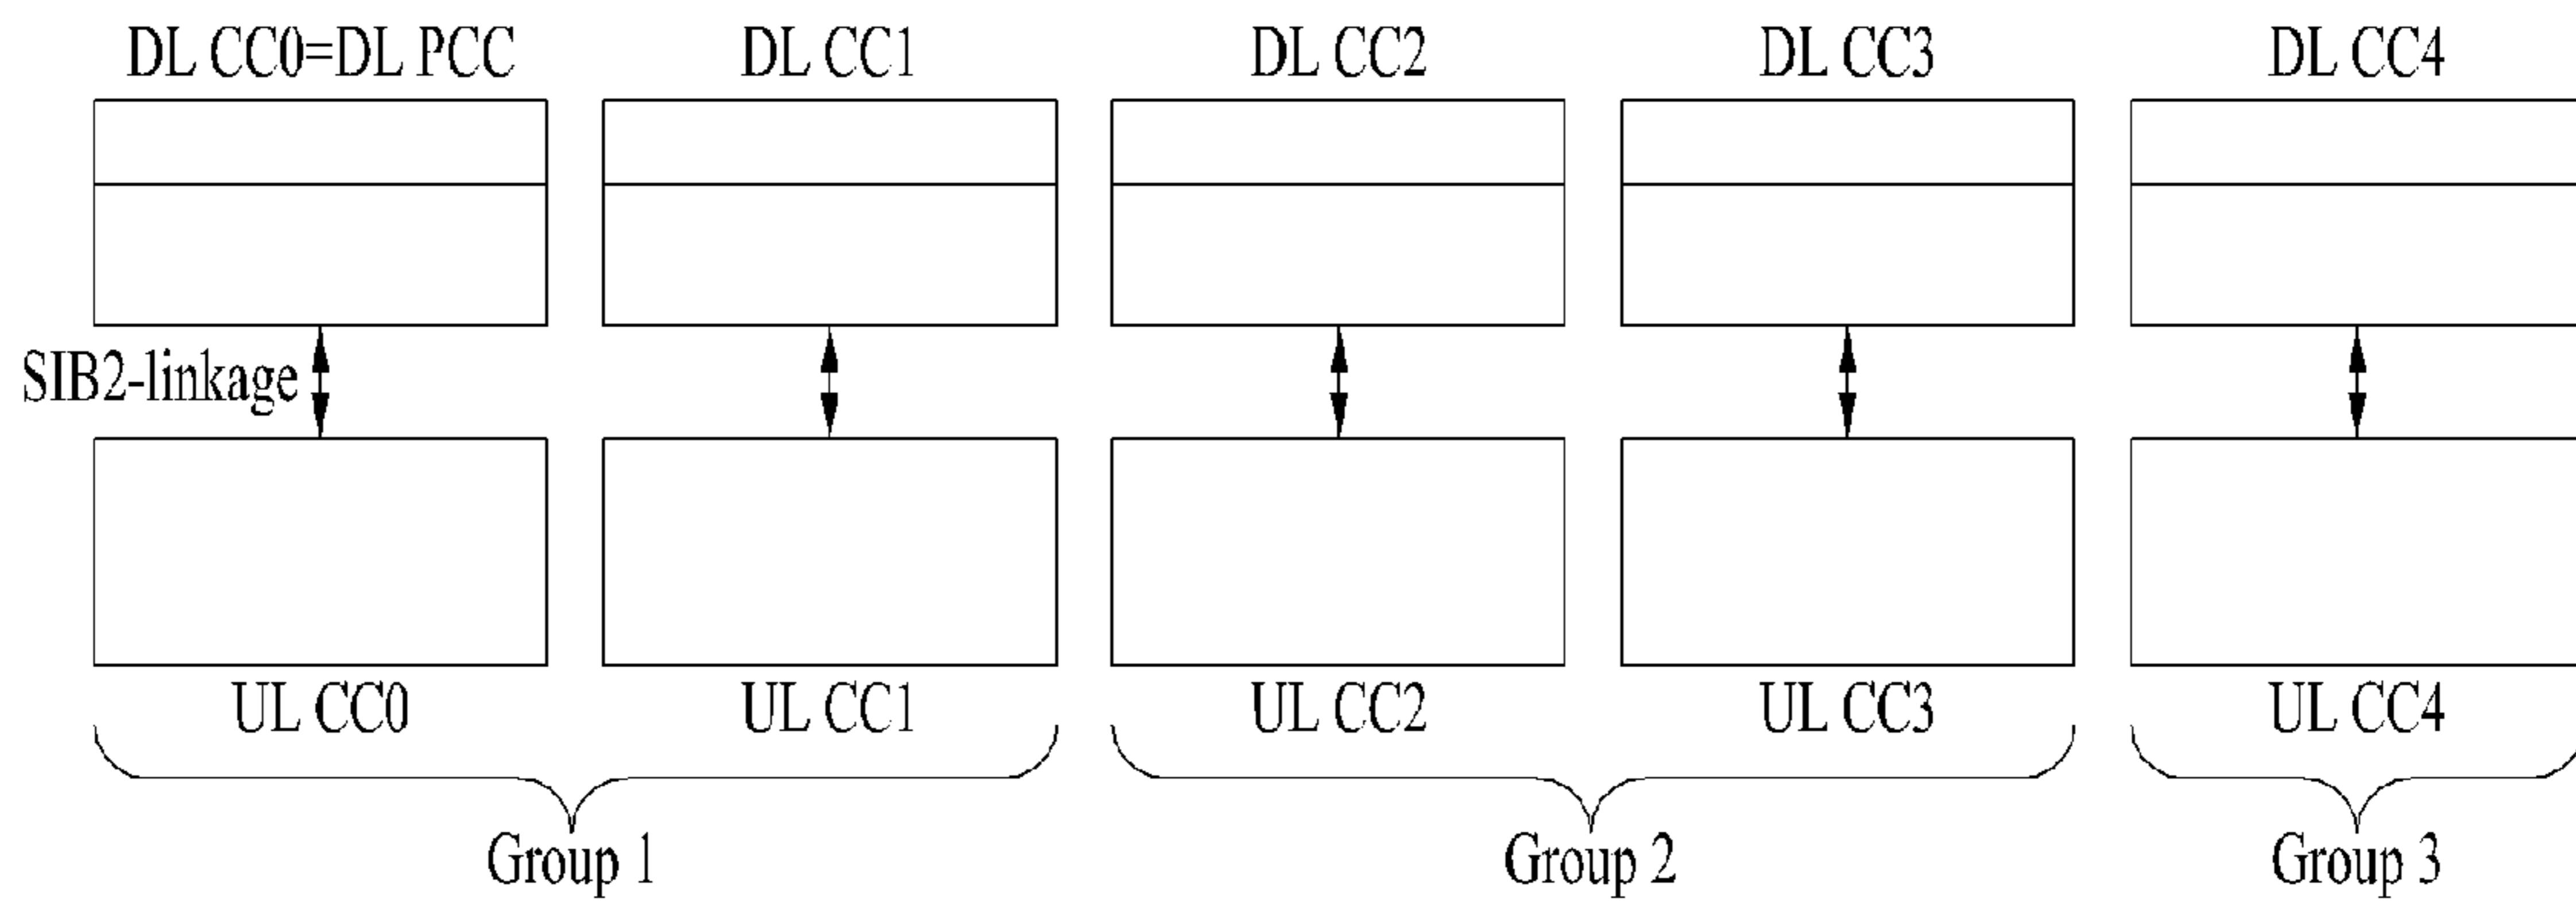 DL CC0=DL PCC
DL CC1
DL CC2
DL CC3
DL CC4
SIB2-linkage
UL CC0
UL CC1
UL CC2
UL CC3
UL CC4
Group 1
Group 2
Group 3